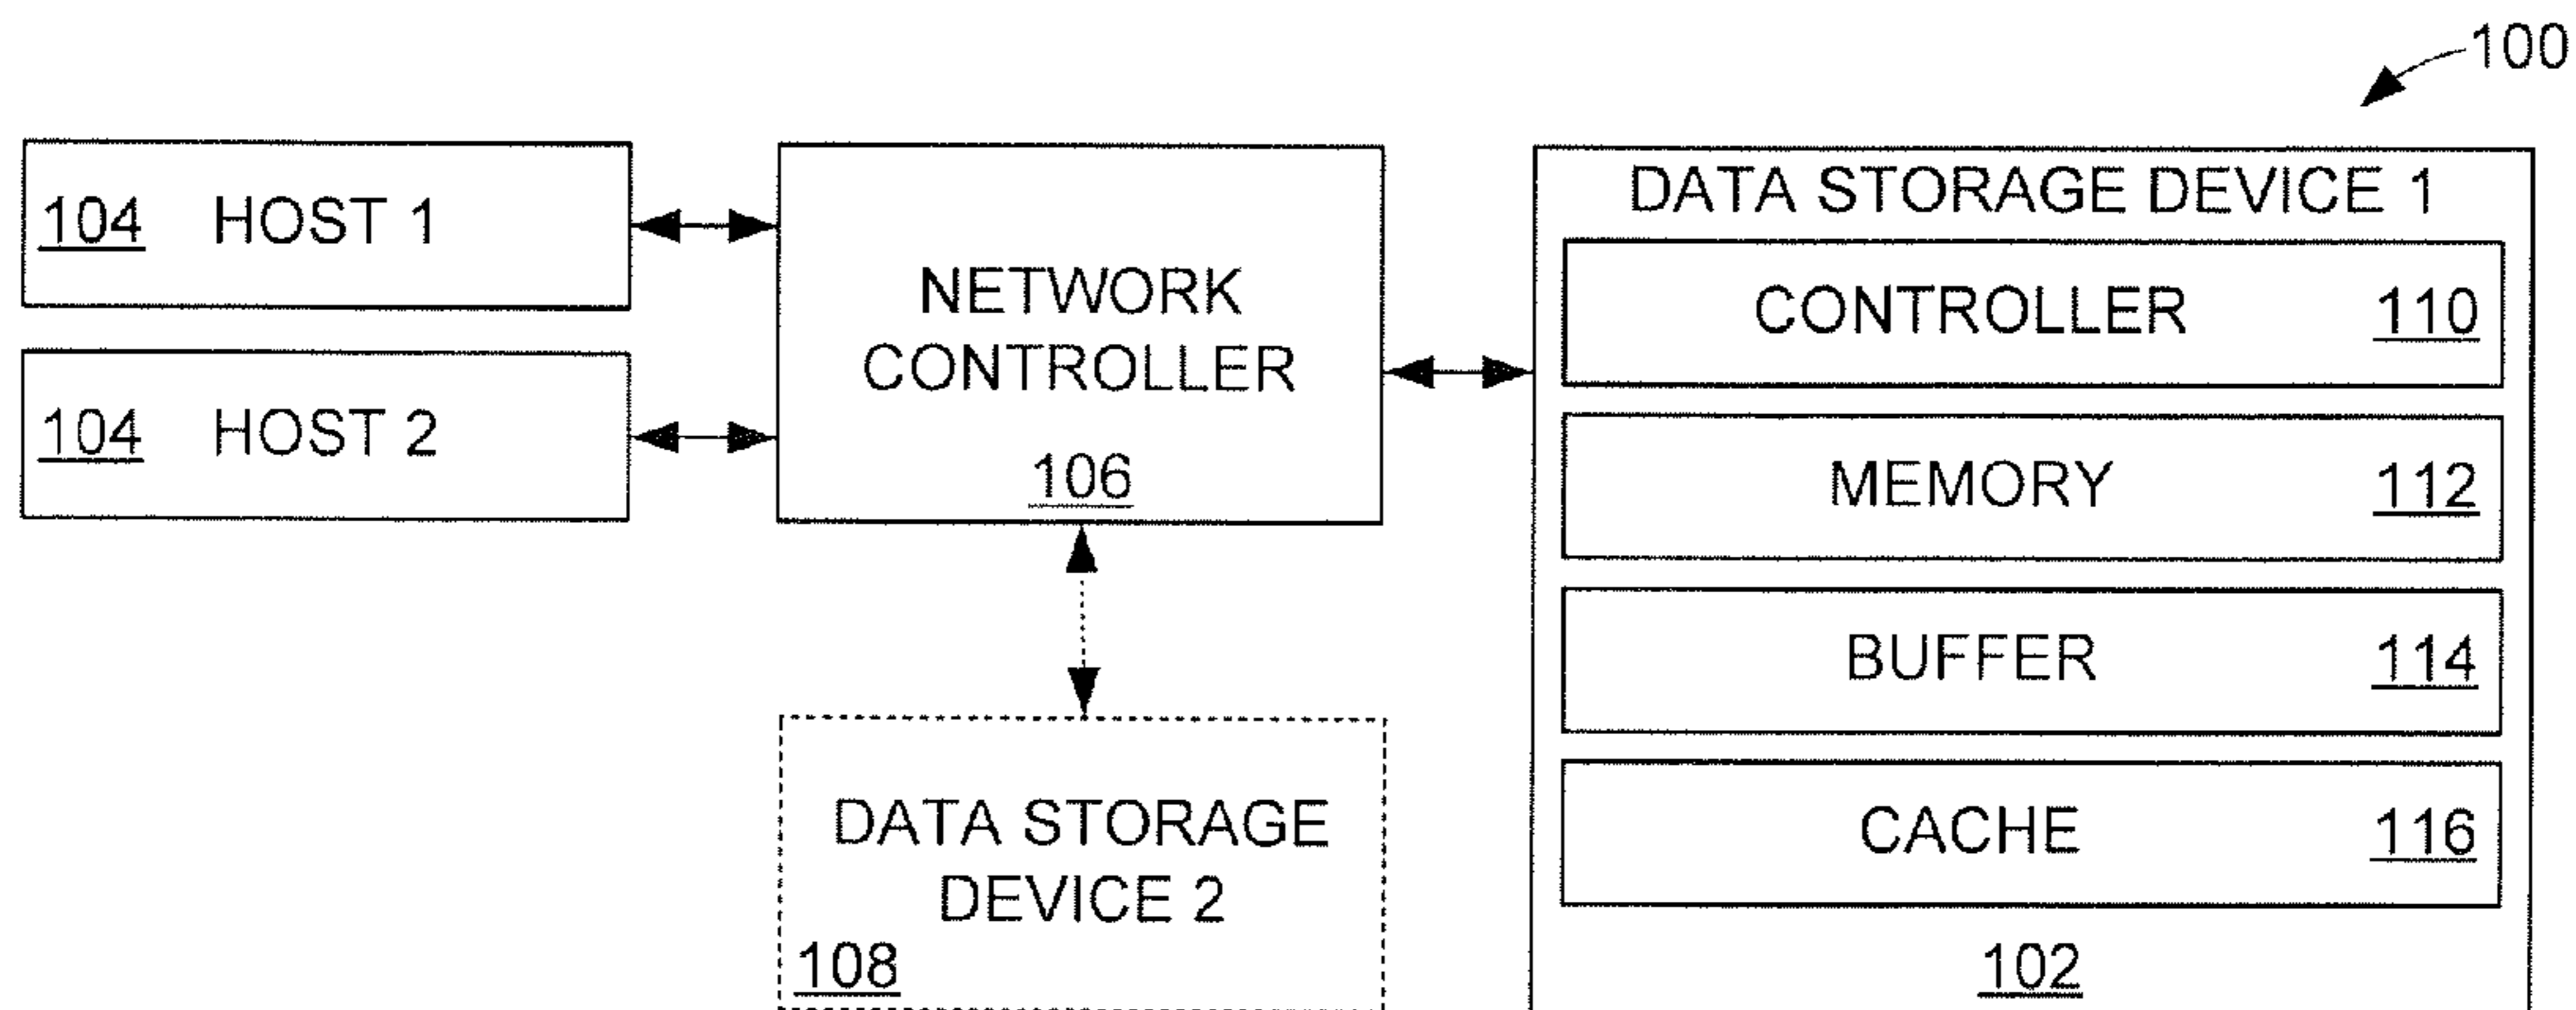 100
104 HOST 1
104 HOST 2
NETWORK
CONTROLLER
106
DATA STORAGE
DEVICE 2
108
DATA STORAGE DEVICE 1
CONTROLLER 110
MEMORY 112
BUFFER 114
CACHE 116
102